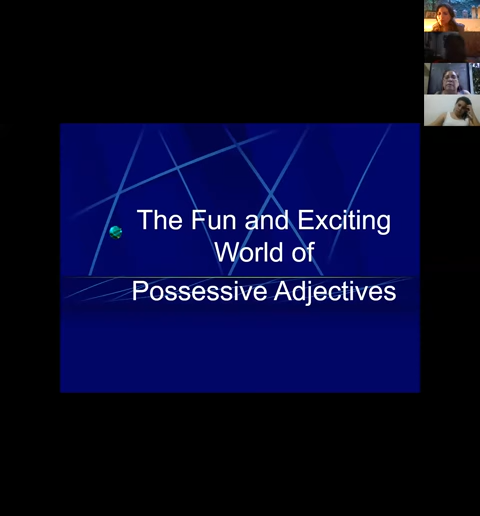 The Fun and Exciting
World of
Possessive Adjectives